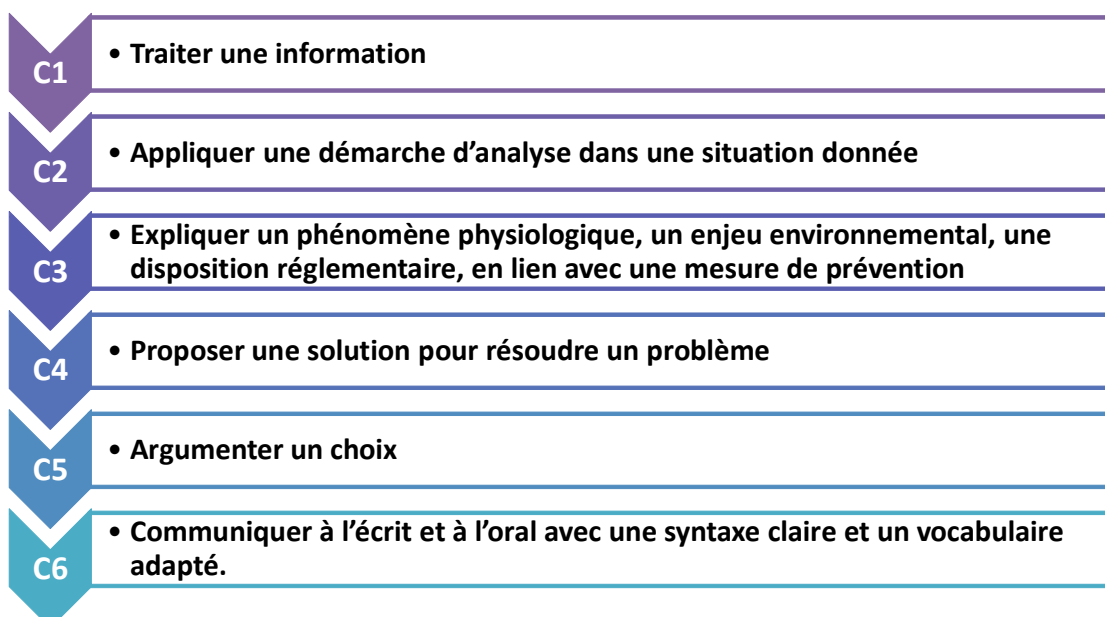 C1
• Traiter une information
C2
• Appliquer une démarche d’analyse dans une situation donnée
C3
• Expliquer un phénomène physiologique, un enjeu environnemental, une
disposition réglementaire, en lien avec une mesure de prévention
C4
• Proposer une solution pour résoudre un problème
C5
• Argumenter un choix
C6
• Communiquer à l’écrit et à l’oral avec une syntaxe claire et un vocabulaire
adapté.